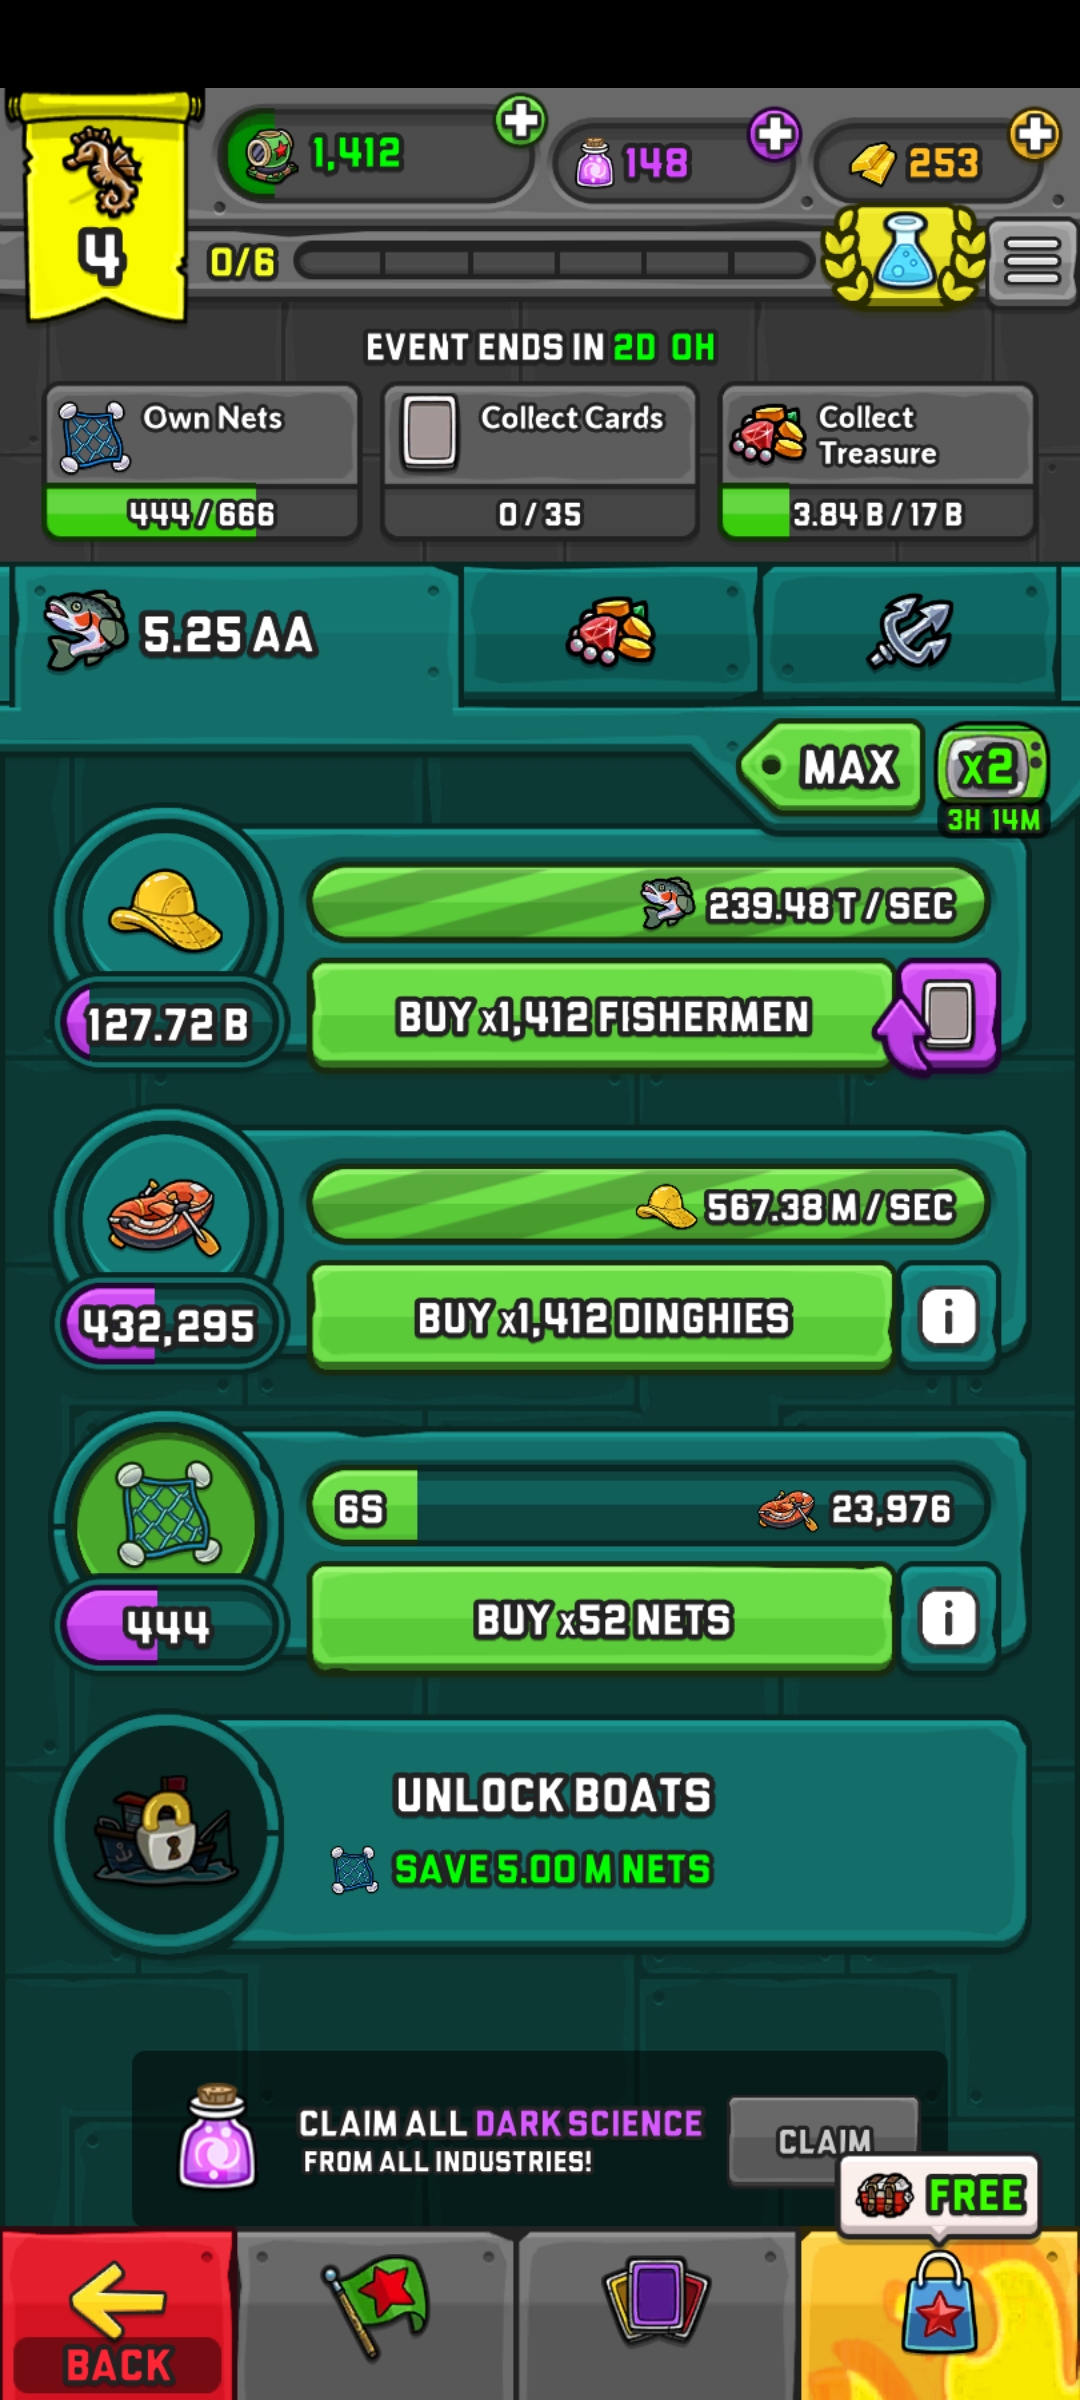 1,412
148
253
4
0/6
EVENT ENDS IN 2D 0H
Own Nets
444/666
Collect Cards
0/35
Collect
Treasure
3.84 B/17 B
5.25 AA
MAX
x2
3H 14M
239.48 T/SEC
127.72 B
BUY x1,412 FISHERMEN
567.38 M/SEC
432,295
BUY x1,412 DINGHIES
i
6S
23,976
444
BUY x52 NETS
i
UNLOCK BOATS
SAVE 5.00 M NETS
CLAIM ALL DARK SCIENCE
FROM ALL INDUSTRIES!
CLAIM
FREE
BACK